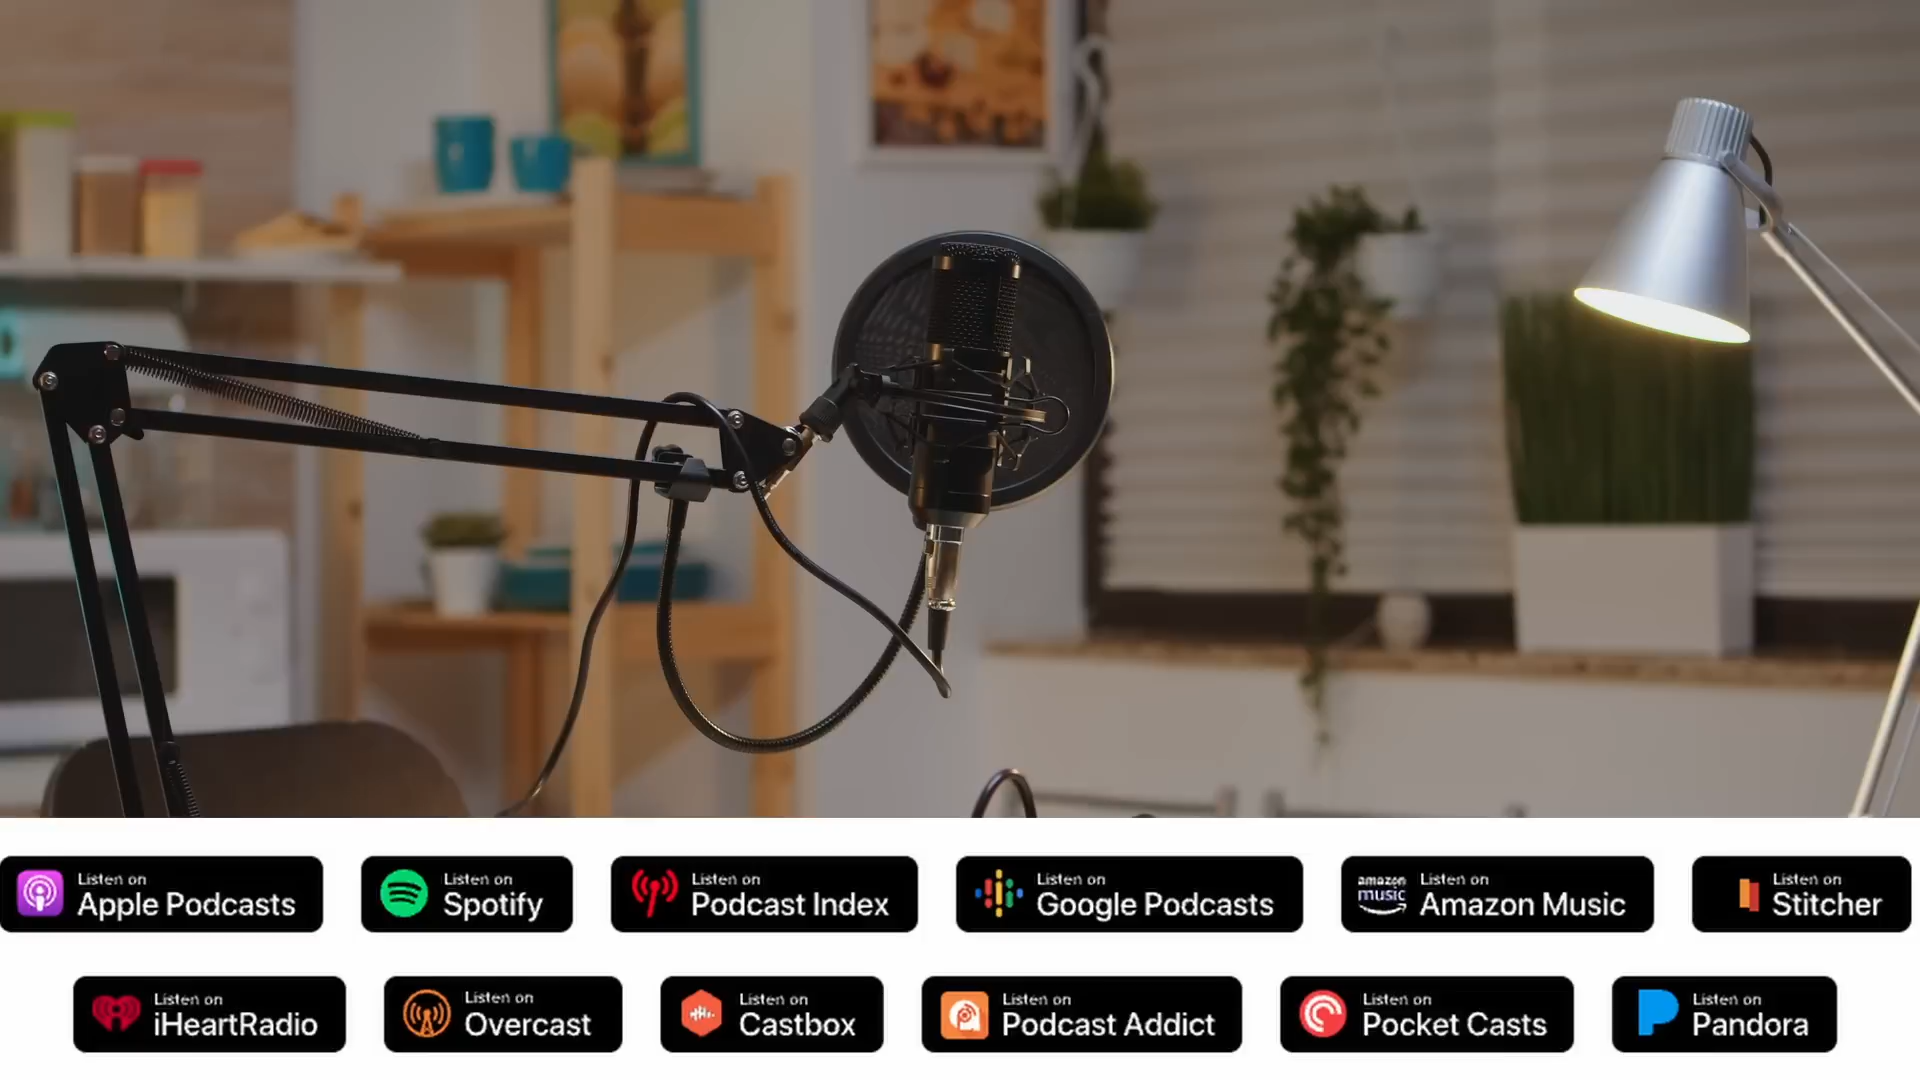 Listen on
Apple Podcasts
Listen on
Spotify
Listen on
Podcast Index
Listen on
Google Podcasts
amazon
music
Listen on
Amazon Music
Listen on
Stitcher
Listen on
iHeartRadio
Listen on
Overcast
Listen on
Castbox
Listen on
Podcast Addict
Listen on
Pocket Casts
Listen on
Pandora